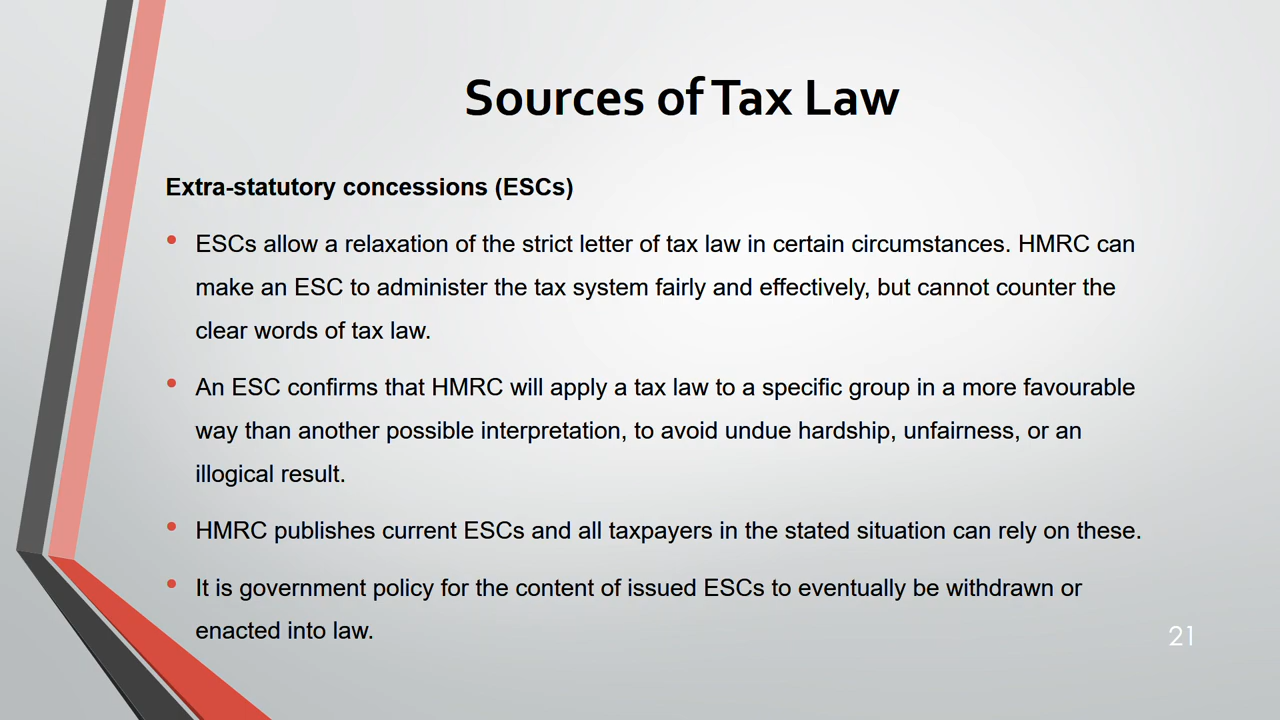 Sources of Tax Law
Extra-statutory concessions (ESCs)
• ESCs allow a relaxation of the strict letter of tax law in certain circumstances. HMRC can
make an ESC to administer the tax system fairly and effectively, but cannot counter the
clear words of tax law.
• An ESC confirms that HMRC will apply a tax law to a specific group in a more favourable
way than another possible interpretation, to avoid undue hardship, unfairness, or an
illogical result.
• HMRC publishes current ESCs and all taxpayers in the stated situation can rely on these.
• It is government policy for the content of issued ESCs to eventually be withdrawn or
enacted into law.
21